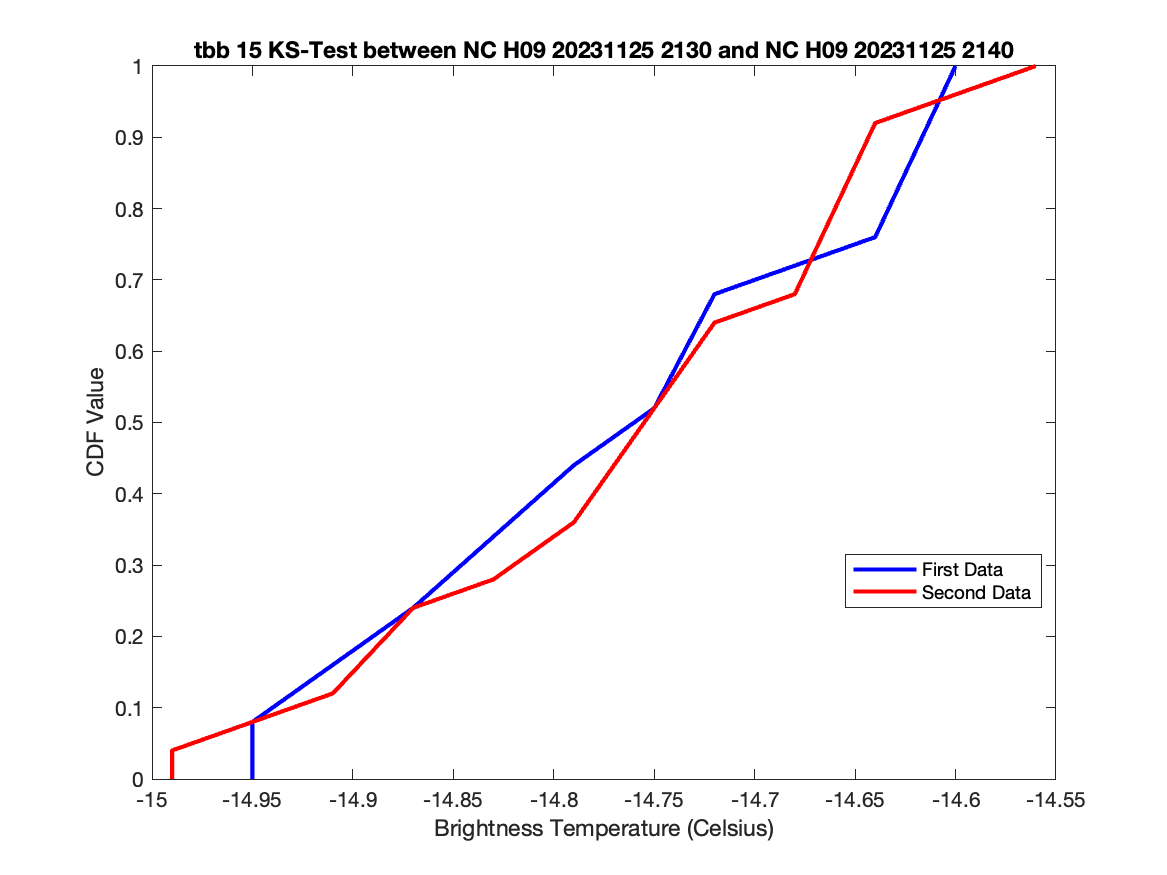 tbb 15 KS-Test between NC H09 20231125 2130 and NC H09 20231125 2140
1
0.9
0.8
0.7
0.6
0.5
0.4
0.3
0.2
0.1
0
CDF Value
First Data
Second Data
-15 -14.95 -14.9 -14.85 -14.8 -14.75 -14.7 -14.65 -14.6 -14.55
Brightness Temperature (Celsius)